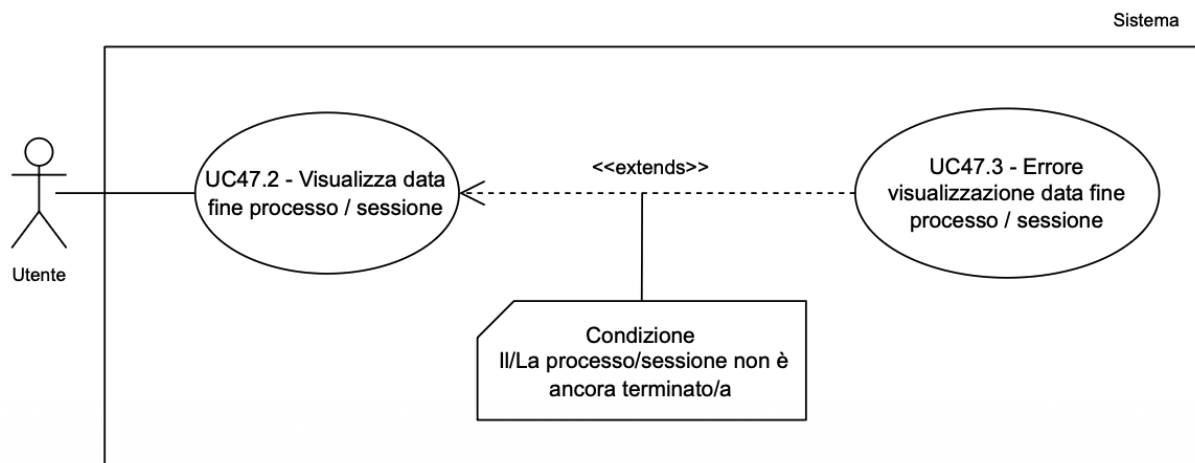 Sistema
UC47.2 - Visualizza data
fine processo / sessione
<<extends>>
UC47.3 - Errore
visualizzazione data fine
processo / sessione
Utente
Condizione
Il/La processo/sessione non è
ancora terminato/a